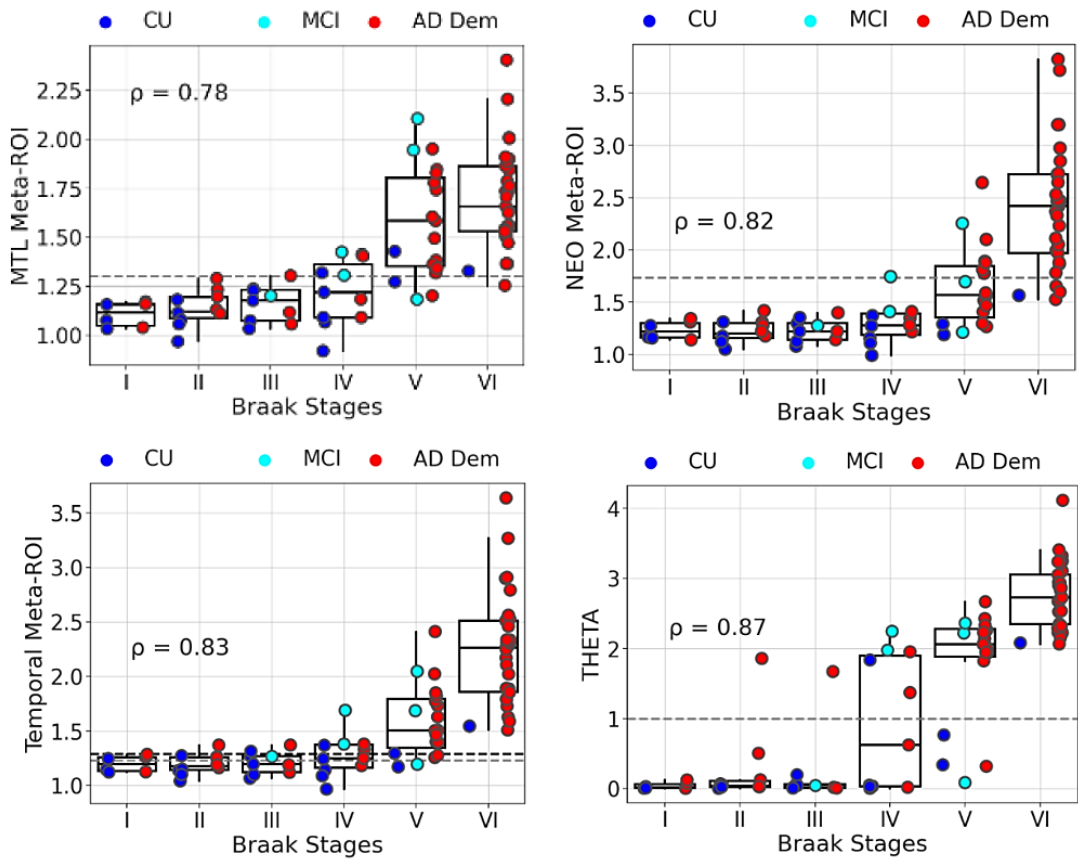 CU MCI AD Dem
MTL Meta-ROI
2.25
2.00
1.75
1.50
1.25
1.00
ρ = 0.78
I II III IV V VI
Braak Stages
CU MCI AD Dem
NEO Meta-ROI
3.5
3.0
2.5
2.0
1.5
1.0
ρ = 0.82
I II III IV V VI
Braak Stages
CU MCI AD Dem
Temporal Meta-ROI
3.5
3.0
2.5
2.0
1.5
1.0
ρ = 0.83
I II III IV V VI
Braak Stages
CU MCI AD Dem
THETA
4
3
2
1
0
ρ = 0.87
I II III IV V VI
Braak Stages